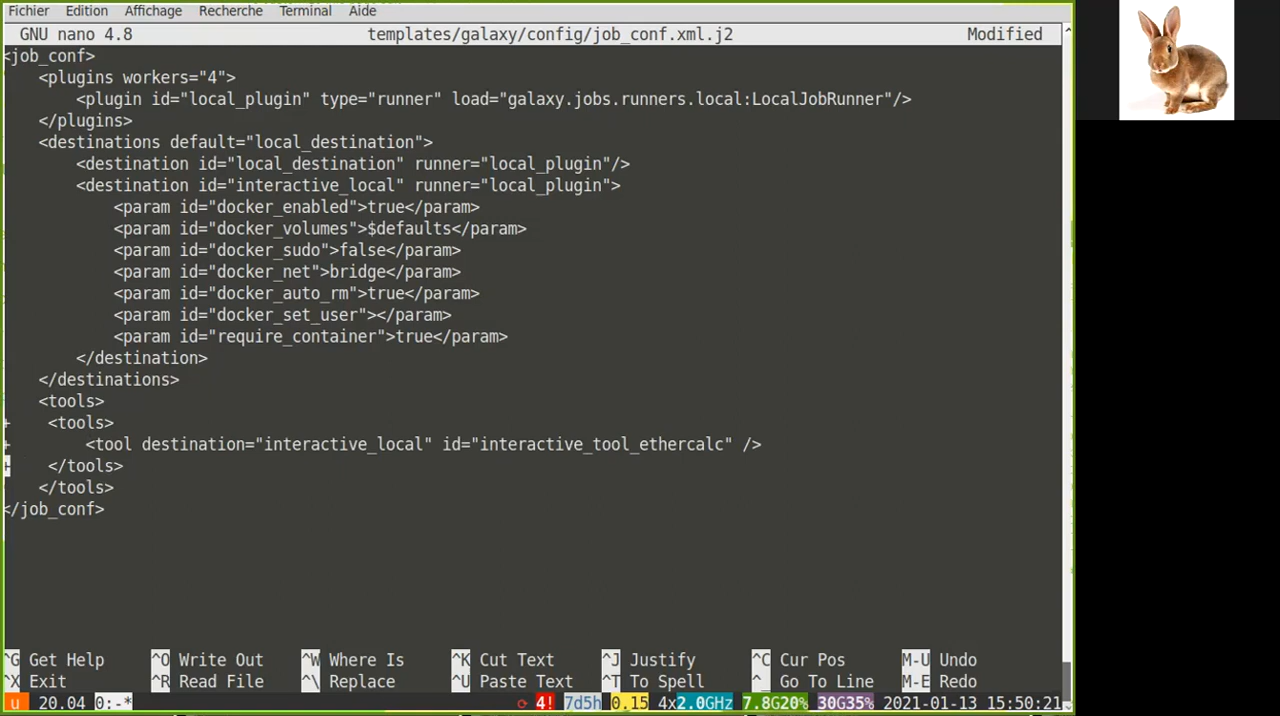 Fichier Edition Affichage Recherche Terminal Aide
GNU nano 4.8 templates/galaxy/config/job_conf.xml.j2 Modified
<job_conf>
    <plugins workers="4">
        <plugin id="local_plugin" type="runner" load="galaxy.jobs.runners.local:LocalJobRunner"/>
    </plugins>
    <destinations default="local_destination">
        <destination id="local_destination" runner="local_plugin"/>
        <destination id="interactive_local" runner="local_plugin">
            <param id="docker_enabled">true</param>
            <param id="docker_volumes">$defaults</param>
            <param id="docker_sudo">false</param>
            <param id="docker_net">bridge</param>
            <param id="docker_auto_rm">true</param>
            <param id="docker_set_user"></param>
            <param id="require_container">true</param>
        </destination>
    </destinations>
    <tools>
+    <tools>
+        <tool destination="interactive_local" id="interactive_tool_ethercalc" />
+    </tools>
    </tools>
</job_conf>
^G Get Help ^O Write Out ^W Where Is ^K Cut Text ^J Justify ^C Cur Pos M-U Undo
^X Exit ^R Read File ^\ Replace ^U Paste Text ^T To Spell ^_ Go To Line M-E Redo
u 20.04 0:-* 4! 7d5h 0.15 4x2.0GHz 7.8G20% 30G35% 2021-01-13 15:50:21